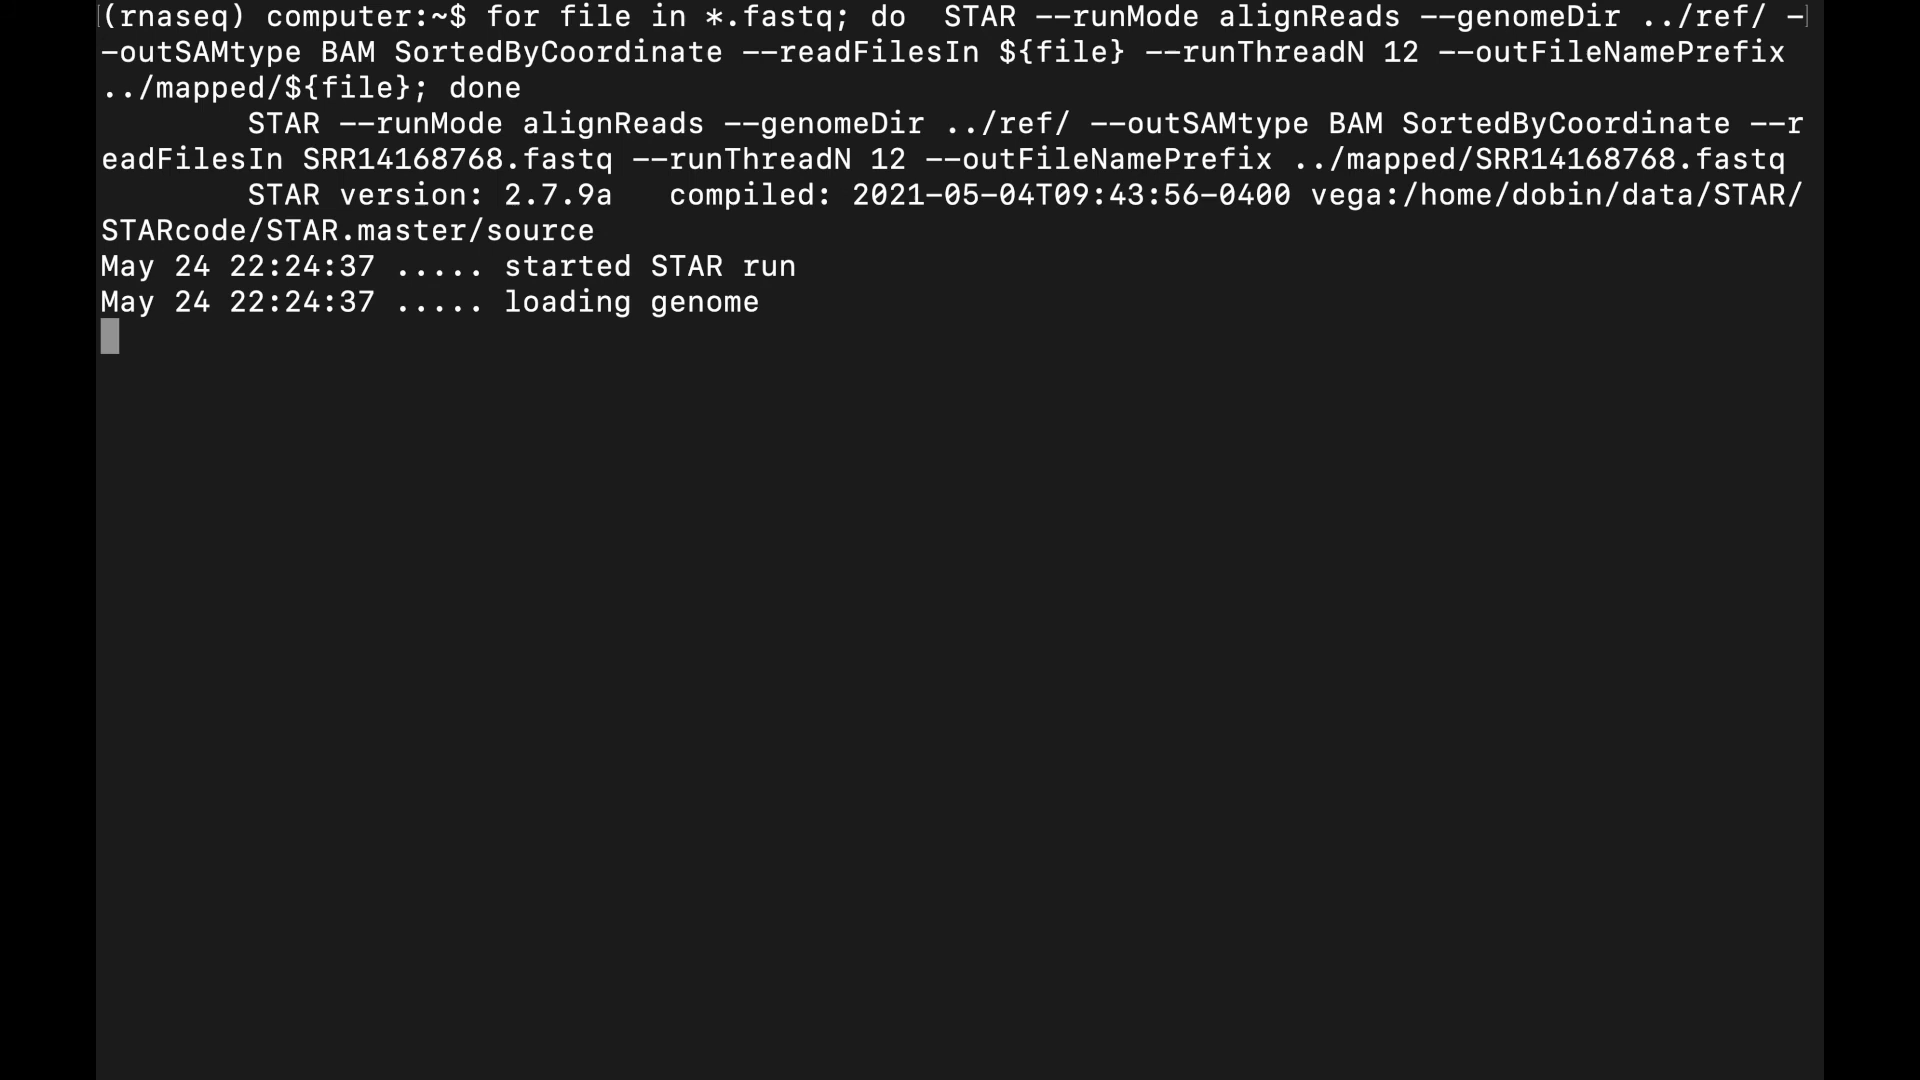 (rnaseq) computer:~$ for file in *.fastq; do  STAR --runMode alignReads --genomeDir ../ref/ -
-outSAMtype BAM SortedByCoordinate --readFilesIn ${file} --runThreadN 12 --outFileNamePrefix
../mapped/${file}; done
        STAR --runMode alignReads --genomeDir ../ref/ --outSAMtype BAM SortedByCoordinate --r
eadFilesIn SRR14168768.fastq --runThreadN 12 --outFileNamePrefix ../mapped/SRR14168768.fastq
        STAR version: 2.7.9a   compiled: 2021-05-04T09:43:56-0400 vega:/home/dobin/data/STAR/
STARcode/STAR.master/source
May 24 22:24:37 ..... started STAR run
May 24 22:24:37 ..... loading genome